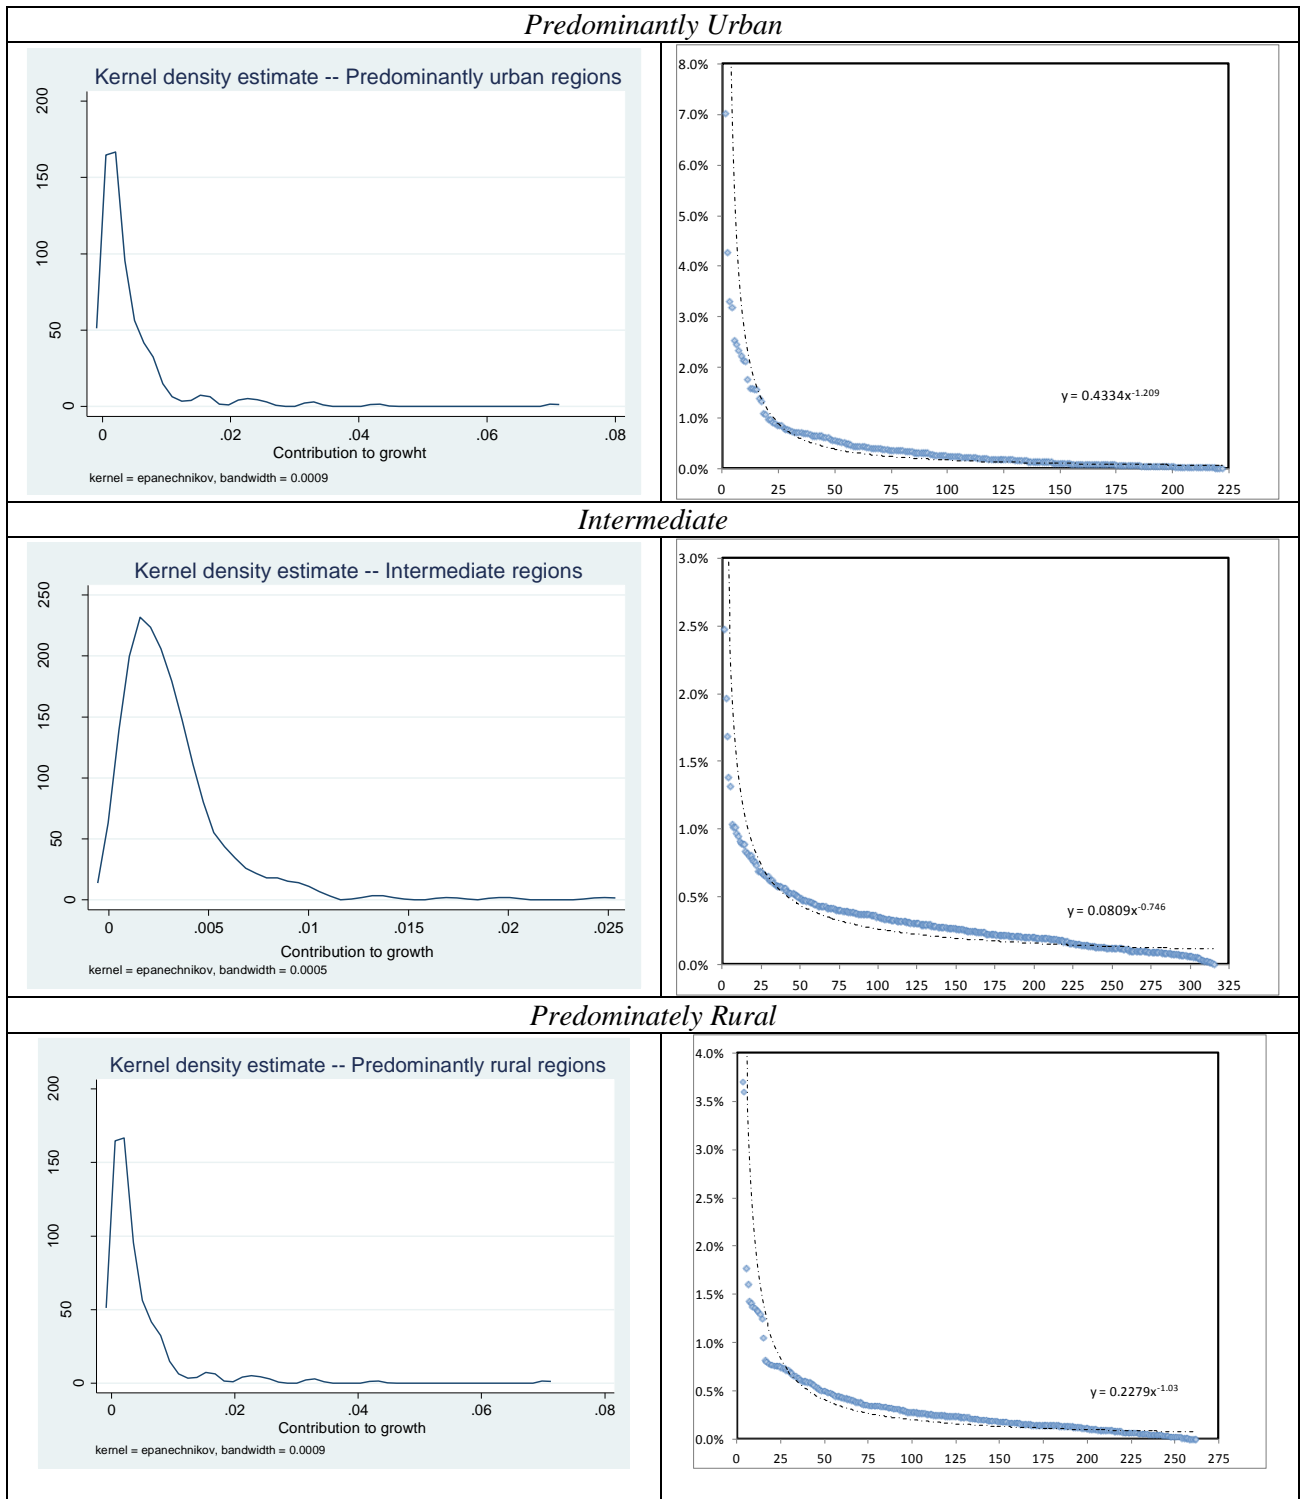 Predominantly Urban
Kernel density estimate -- Predominantly urban regions
200
150
100
50
0
0 .02 .04 .06 .08
Contribution to growht
kernel = epanechnikov, bandwidth = 0.0009
8.0%
7.0%
6.0%
5.0%
4.0%
3.0%
2.0%
1.0%
0.0%
y = 0.4334x^-1.209
0 25 50 75 100 125 150 175 200 225
Intermediate
Kernel density estimate -- Intermediate regions
250
200
150
100
50
0
0 .005 .01 .015 .02 .025
Contribution to growth
kernel = epanechnikov, bandwidth = 0.0005
3.0%
2.5%
2.0%
1.5%
1.0%
0.5%
0.0%
y = 0.0809x^-0.746
0 25 50 75 100 125 150 175 200 225 250 275 300 325
Predominately Rural
Kernel density estimate -- Predominantly rural regions
200
150
100
50
0
0 .02 .04 .06 .08
Contribution to growth
kernel = epanechnikov, bandwidth = 0.0009
4.0%
3.5%
3.0%
2.5%
2.0%
1.5%
1.0%
0.5%
0.0%
y = 0.2279x^-1.03
0 25 50 75 100 125 150 175 200 225 250 275